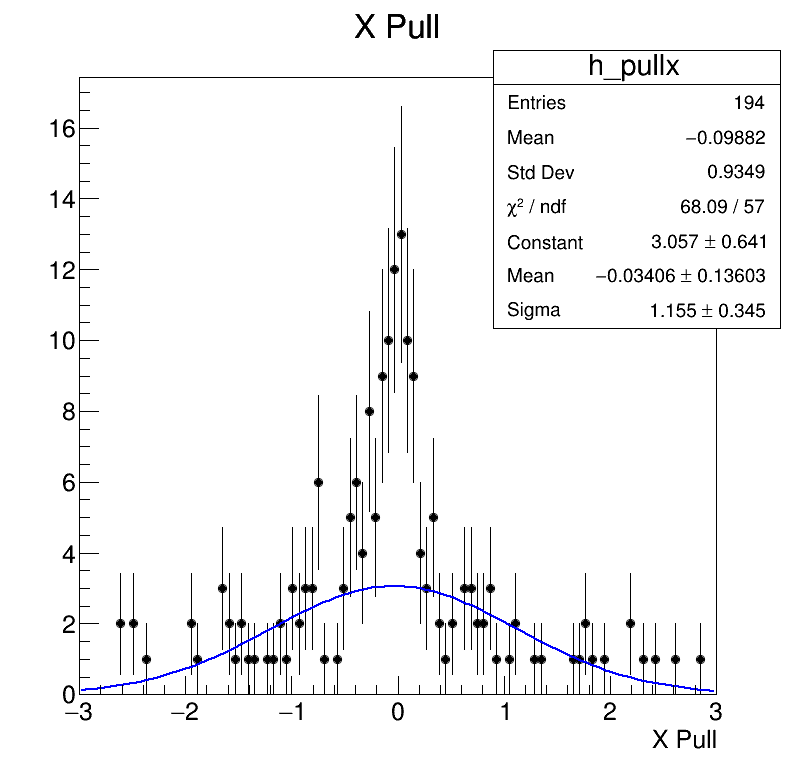 X Pull
h_pullx
Entries 194
Mean −0.09882
Std Dev 0.9349
χ² / ndf 68.09 / 57
Constant 3.057 ± 0.641
Mean −0.03406 ± 0.13603
Sigma 1.155 ± 0.345
16
14
12
10
8
6
4
2
0
−3 −2 −1 0 1 2 3
X Pull